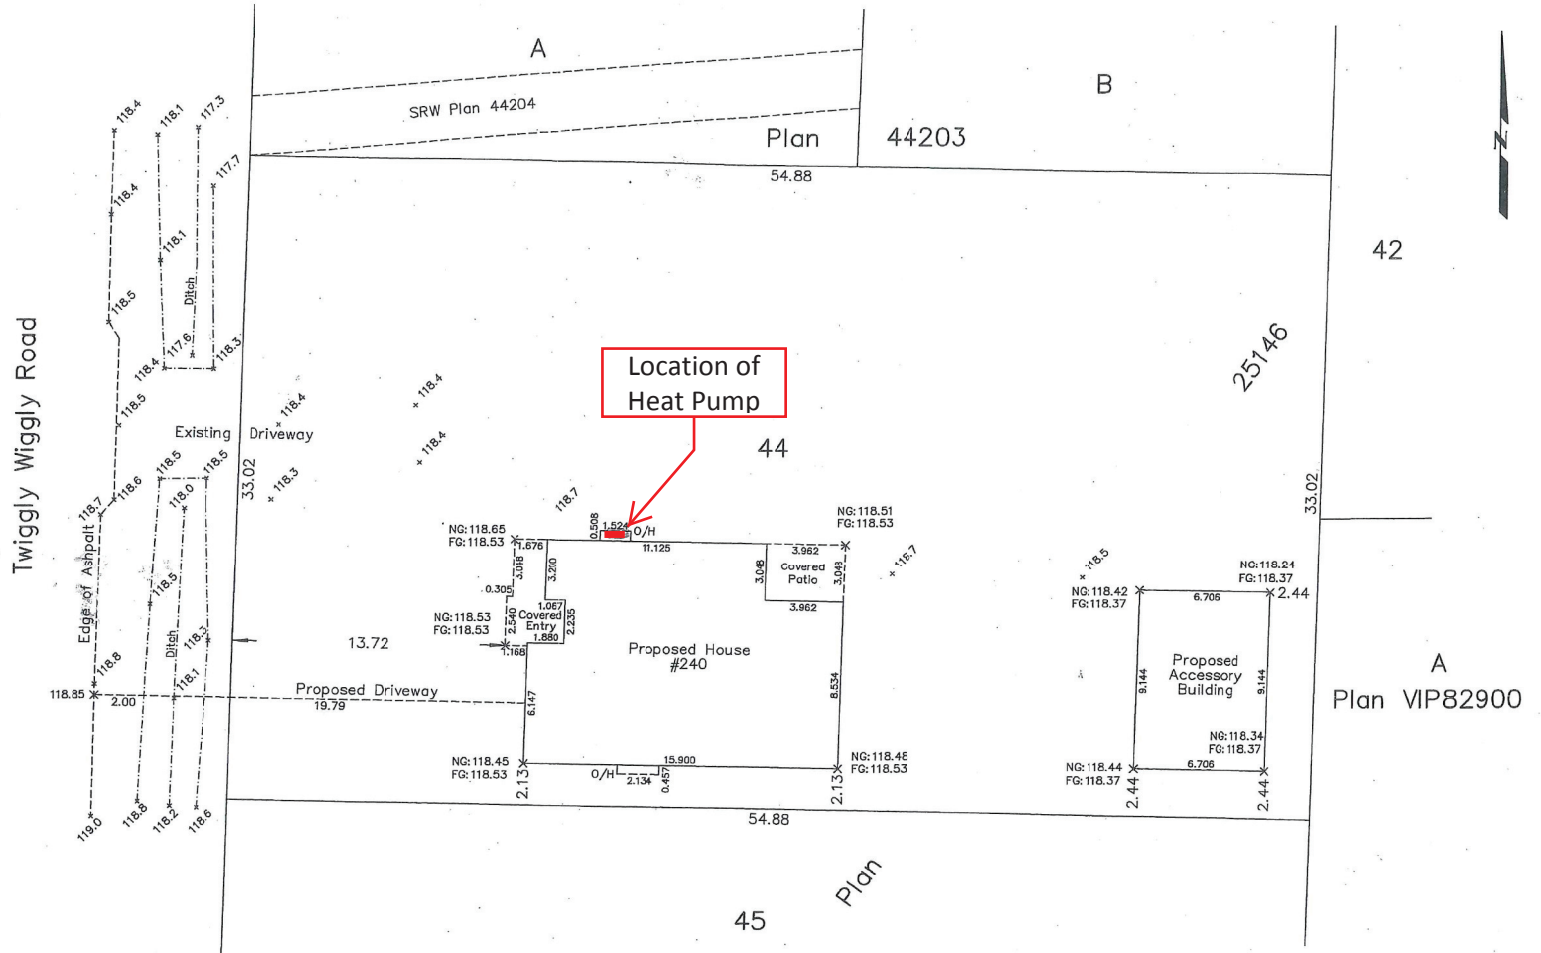 A
B
SRW Plan 44204
Plan 44203
54.88
118.4
118.1
117.3
117.7
118.4
118.1
118.5
Ditch
117.6
118.4
118.3
118.5
N
42
25146
Twiggly Wiggly Road
Location of
Heat Pump
118.4
118.4
118.4
Existing Driveway
44
118.5
118.5
118.6
118.7
118.0
33.02
118.3
118.7
33.02
0.508
1.524
O/H
NG:118.65
FG:118.53
NG:118.51
FG:118.53
1.676
11.125
3.962
3.200
3.048
Covered
Patio
3.048
3.962
118.7
118.5
NG:118.24
FG:118.37
NG:118.42
FG:118.37
6.706
2.44
Edge of Ashpalt
118.5
0.305
1.067
NG:118.53
FG:118.53
2.540
Covered
Entry
2.235
1.880
1.168
Ditch
118.3
13.72
Proposed House
#240
Proposed
Accessory
Building
9.144
9.144
A
Plan VIP82900
118.8
118.1
118.85
2.00
Proposed Driveway
19.79
6.147
8.534
NG:118.45
FG:118.53
15.900
O/H
2.134
0.457
NG:118.48
FG:118.53
NG:118.34
FG:118.37
NG:118.44
FG:118.37
6.706
2.13
2.13
2.44
2.44
119.0
118.8
118.2
118.6
54.88
Plan
45